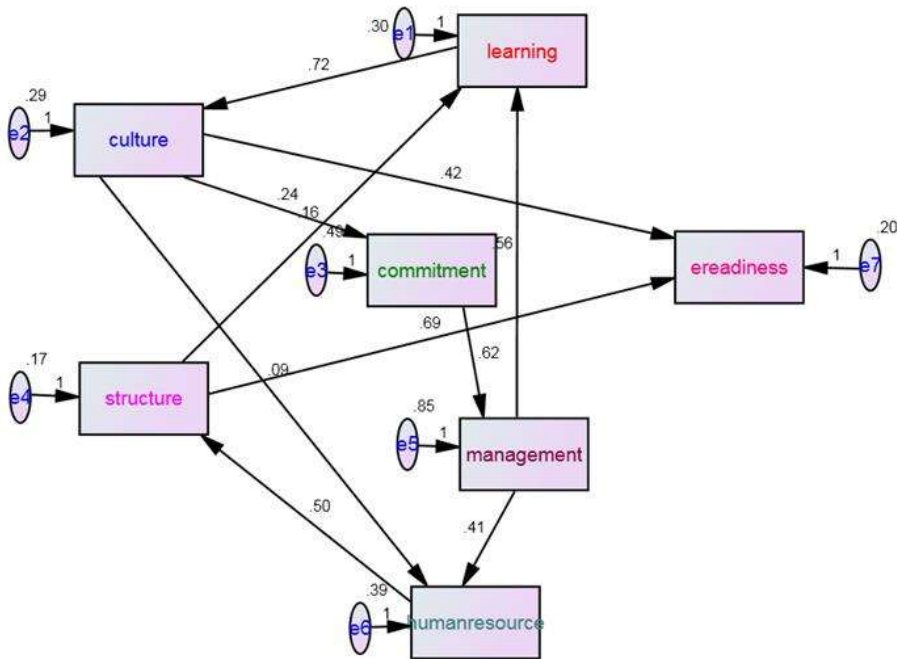 .30
e1
1
learning
.72
.29
e2
1
culture
.42
.24
.16
.49
e3
1
commitment
.56
.20
ereadiness
1
e7
.69
.62
.17
e4
1
structure
.09
.85
e5
1
management
.50
.41
.39
e6
1
humanresource